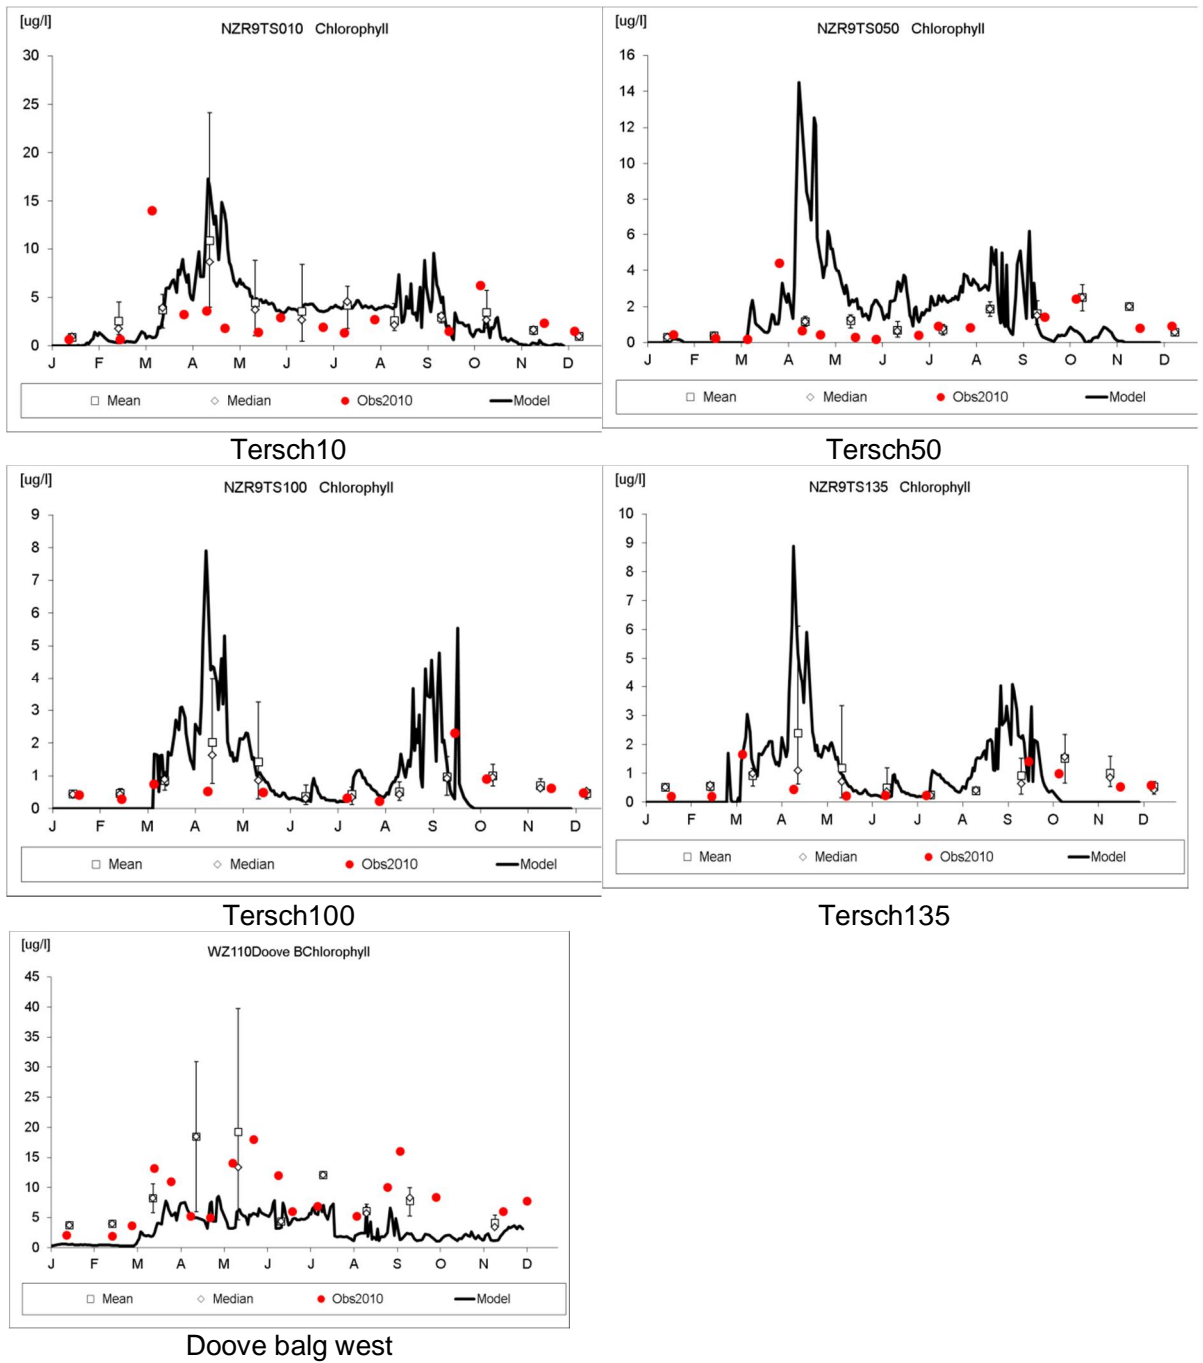 [ug/l]
NZR9TS010 Chlorophyll
30
25
20
15
10
5
0
J F M A M J J A S O N D
Mean Median Obs2010 Model
Tersch10
[ug/l]
NZR9TS050 Chlorophyll
16
14
12
10
8
6
4
2
0
J F M A M J J A S O N D
Mean Median Obs2010 Model
Tersch50
[ug/l]
NZR9TS100 Chlorophyll
9
8
7
6
5
4
3
2
1
0
J F M A M J J A S O N D
Mean Median Obs2010 Model
Tersch100
[ug/l]
NZR9TS135 Chlorophyll
10
9
8
7
6
5
4
3
2
1
0
J F M A M J J A S O N D
Mean Median Obs2010 Model
Tersch135
[ug/l]
WZ110Doove BChlorophyll
45
40
35
30
25
20
15
10
5
0
J F M A M J J A S O N D
Mean Median Obs2010 Model
Doove balg west